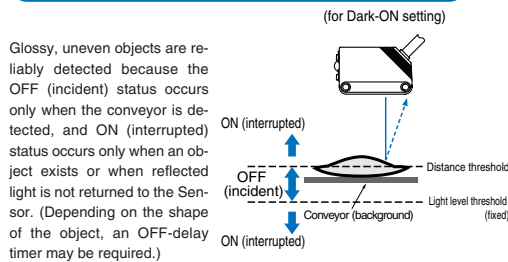 (for Dark-ON setting)
Glossy, uneven objects are re-
liably detected because the
OFF (incident) status occurs
only when the conveyor is de-
tected, and ON (interrupted)
status occurs only when an ob-
ject exists or when reflected
light is not returned to the Sen-
sor. (Depending on the shape
of the object, an OFF-delay
timer may be required.)
ON (interrupted)
Distance threshold
OFF
(incident)
Light level threshold
(fixed)
Conveyor (background)
ON (interrupted)